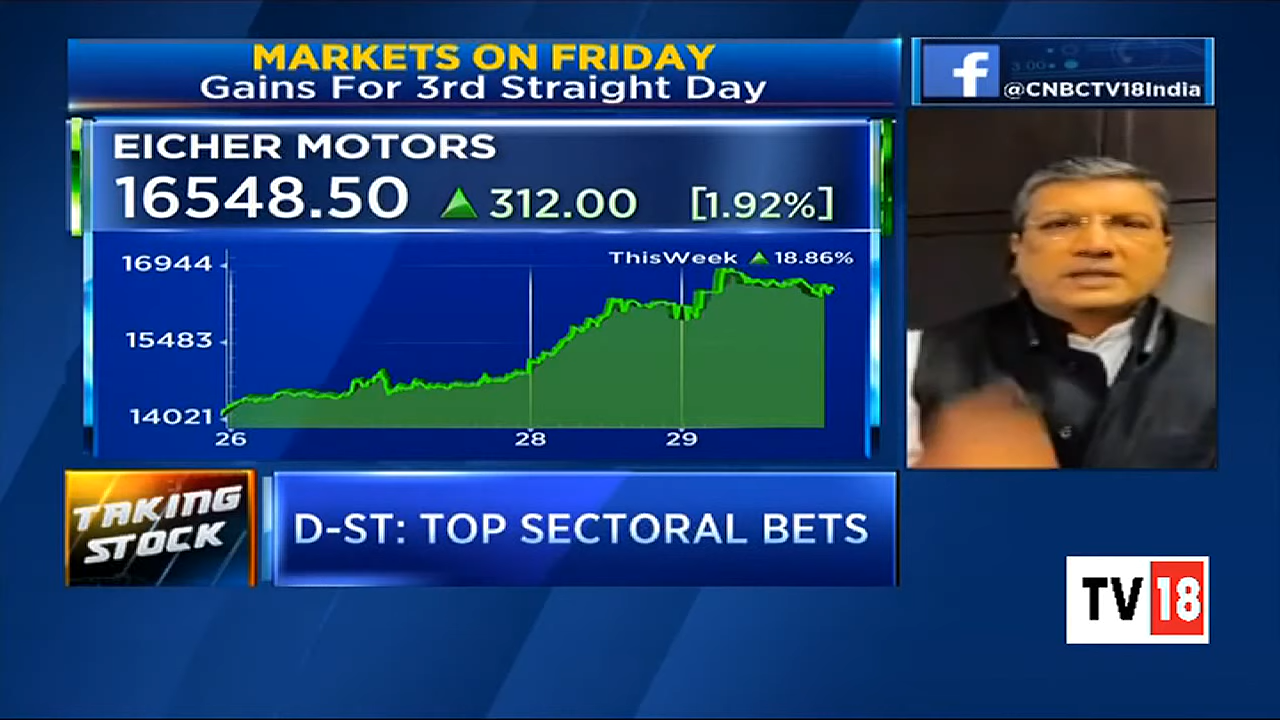 MARKETS ON FRIDAY
Gains For 3rd Straight Day
f
@CNBCTV18India
EICHER MOTORS
16548.50 ▲ 312.00 [1.92%]
ThisWeek ▲ 18.86%
16944
15483
14021
26 28 29
TAKING
STOCK
D-ST: TOP SECTORAL BETS
TV18